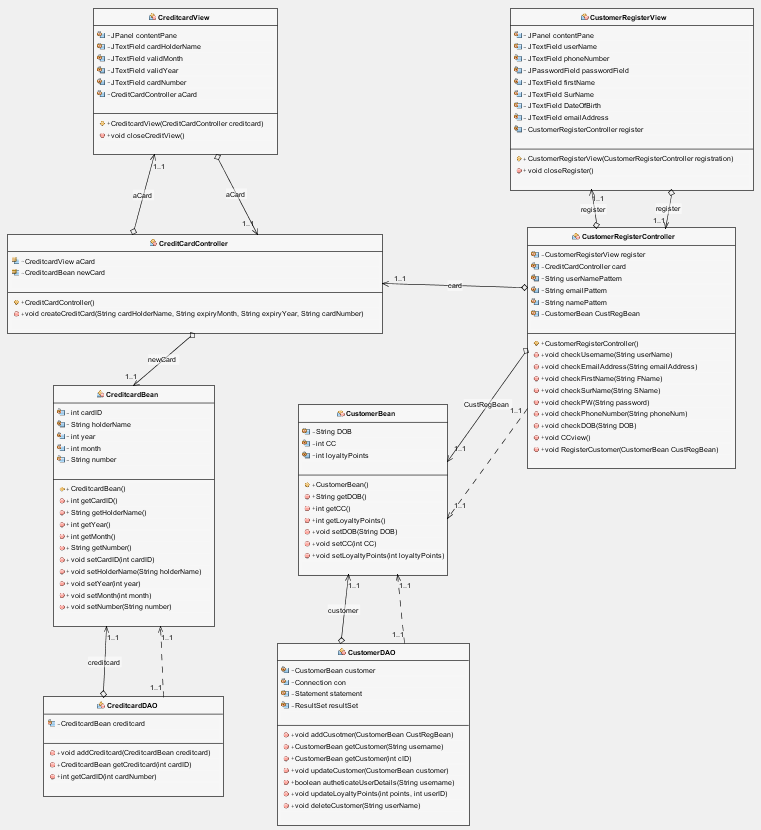 CreditcardView
-JPanel contentPane
-JTextField cardHolderName
-JTextField validMonth
-JTextField validYear
-JTextField cardNumber
-CreditCardController aCard
+CreditcardView(CreditCardController creditcard)
+void closeCreditView()
CustomerRegisterView
-JPanel contentPane
-JTextField userName
-JTextField phoneNumber
-JPasswordField passwordField
-JTextField firstName
-JTextField SurName
-JTextField DateOfBirth
-JTextField emailAddress
-CustomerRegisterController register
+CustomerRegisterView(CustomerRegisterController registration)
+void closeRegister()
1..1
aCard
aCard
1..1
1..1
register
register
1..1
CreditCardController
-CreditcardView aCard
-CreditcardBean newCard
+CreditCardController()
+void createCreditCard(String cardHolderName, String expiryMonth, String expiryYear, String cardNumber)
1..1
card
CustomerRegisterController
-CustomerRegisterView register
-CreditCardController card
-String userNamePattern
-String emailPattern
-String namePattern
-CustomerBean CustRegBean
+CustomerRegisterController()
+void checkUsername(String userName)
+void checkEmailAddress(String emailAddress)
+void checkFirstName(String FName)
+void checkSurName(String SName)
+void checkPW(String password)
+void checkPhoneNumber(String phoneNum)
+void checkDOB(String DOB)
+void CCview()
+void RegisterCustomer(CustomerBean CustRegBean)
newCard
1..1
CreditcardBean
-int cardID
-String holderName
-int year
-int month
-String number
+CreditcardBean()
+int getCardID()
+String getHolderName()
+int getYear()
+int getMonth()
+String getNumber()
+void setCardID(int cardID)
+void setHolderName(String holderName)
+void setYear(int year)
+void setMonth(int month)
+void setNumber(String number)
CustomerBean
-String DOB
-int CC
-int loyaltyPoints
+CustomerBean()
+String getDOB()
+int getCC()
+int getLoyaltyPoints()
+void setDOB(String DOB)
+void setCC(int CC)
+void setLoyaltyPoints(int loyaltyPoints)
CustRegBean
1..1
1..1
1..1
1..1
1..1
creditcard
1..1
1..1
1..1
customer
1..1
CreditcardDAO
-CreditcardBean creditcard
+void addCreditcard(CreditcardBean creditcard)
+CreditcardBean getCreditcard(int cardID)
+int getCardID(int cardNumber)
CustomerDAO
-CustomerBean customer
-Connection con
-Statement statement
-ResultSet resultSet
+void addCusotmer(CustomerBean CustRegBean)
+CustomerBean getCustomer(String username)
+CustomerBean getCustomer(int cID)
+void updateCustomer(CustomerBean customer)
+boolean autheticateUserDetails(String username)
+void updateLoyaltyPoints(int points, int userID)
+void deleteCustomer(String userName)